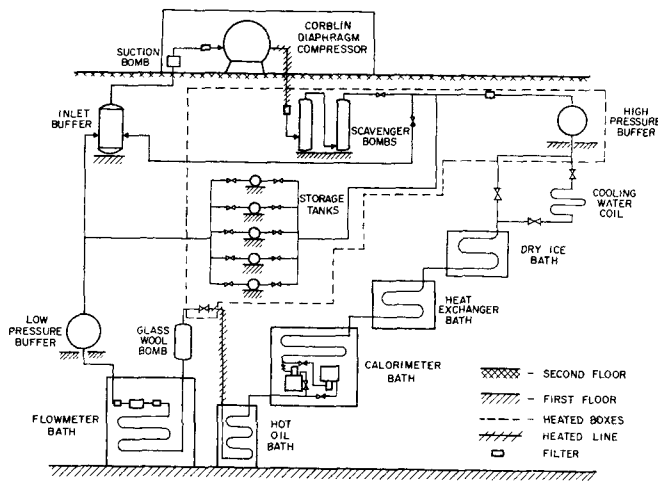 CORBLIN
DIAPHRAGM
COMPRESSOR
SUCTION
BOMB
INLET
BUFFER
SCAVENGER
BOMBS
HIGH
PRESSURE
BUFFER
STORAGE
TANKS
COOLING
WATER
COIL
DRY ICE
BATH
HEAT
EXCHANGER
BATH
LOW
PRESSURE
BUFFER
GLASS
WOOL
BOMB
CALORIMETER
BATH
FLOWMETER
BATH
HOT
OIL
BATH
- SECOND FLOOR
- FIRST FLOOR
- HEATED BOXES
- HEATED LINE
- FILTER